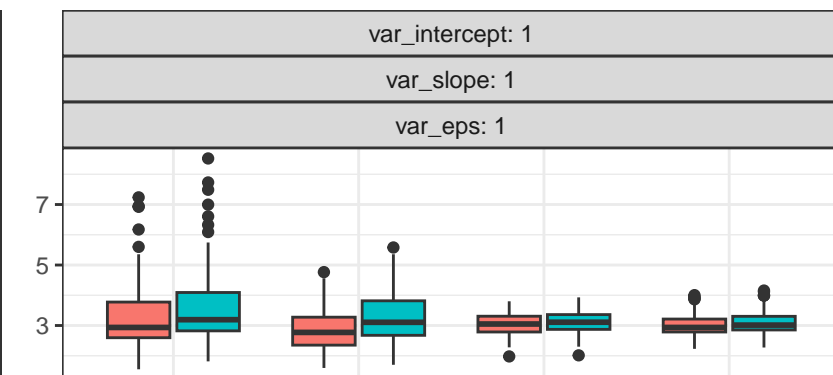 var_intercept: 1
var_slope: 1
var_eps: 1
7
5
3